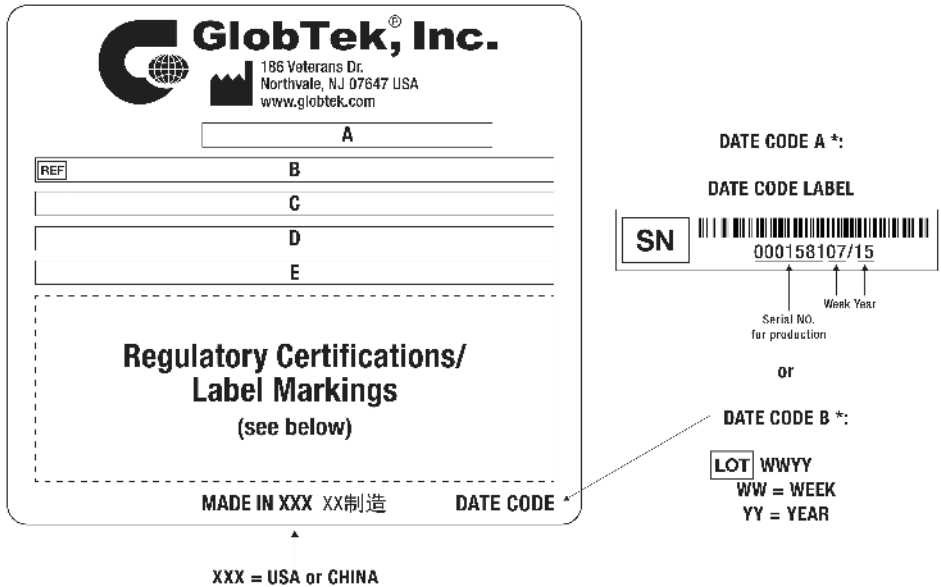 GlobTek,® Inc.
186 Veterans Dr.
Northvale, NJ 07647 USA
www.globtek.com
A
REF B
C
D
E
Regulatory Certifications/
Label Markings
(see below)
MADE IN XXX XX制造 DATE CODE
XXX = USA or CHINA
DATE CODE A *:
DATE CODE LABEL
SN
000158107/15
Week Year
Serial NO.
for production
or
DATE CODE B *:
LOT WWYY
WW = WEEK
YY = YEAR